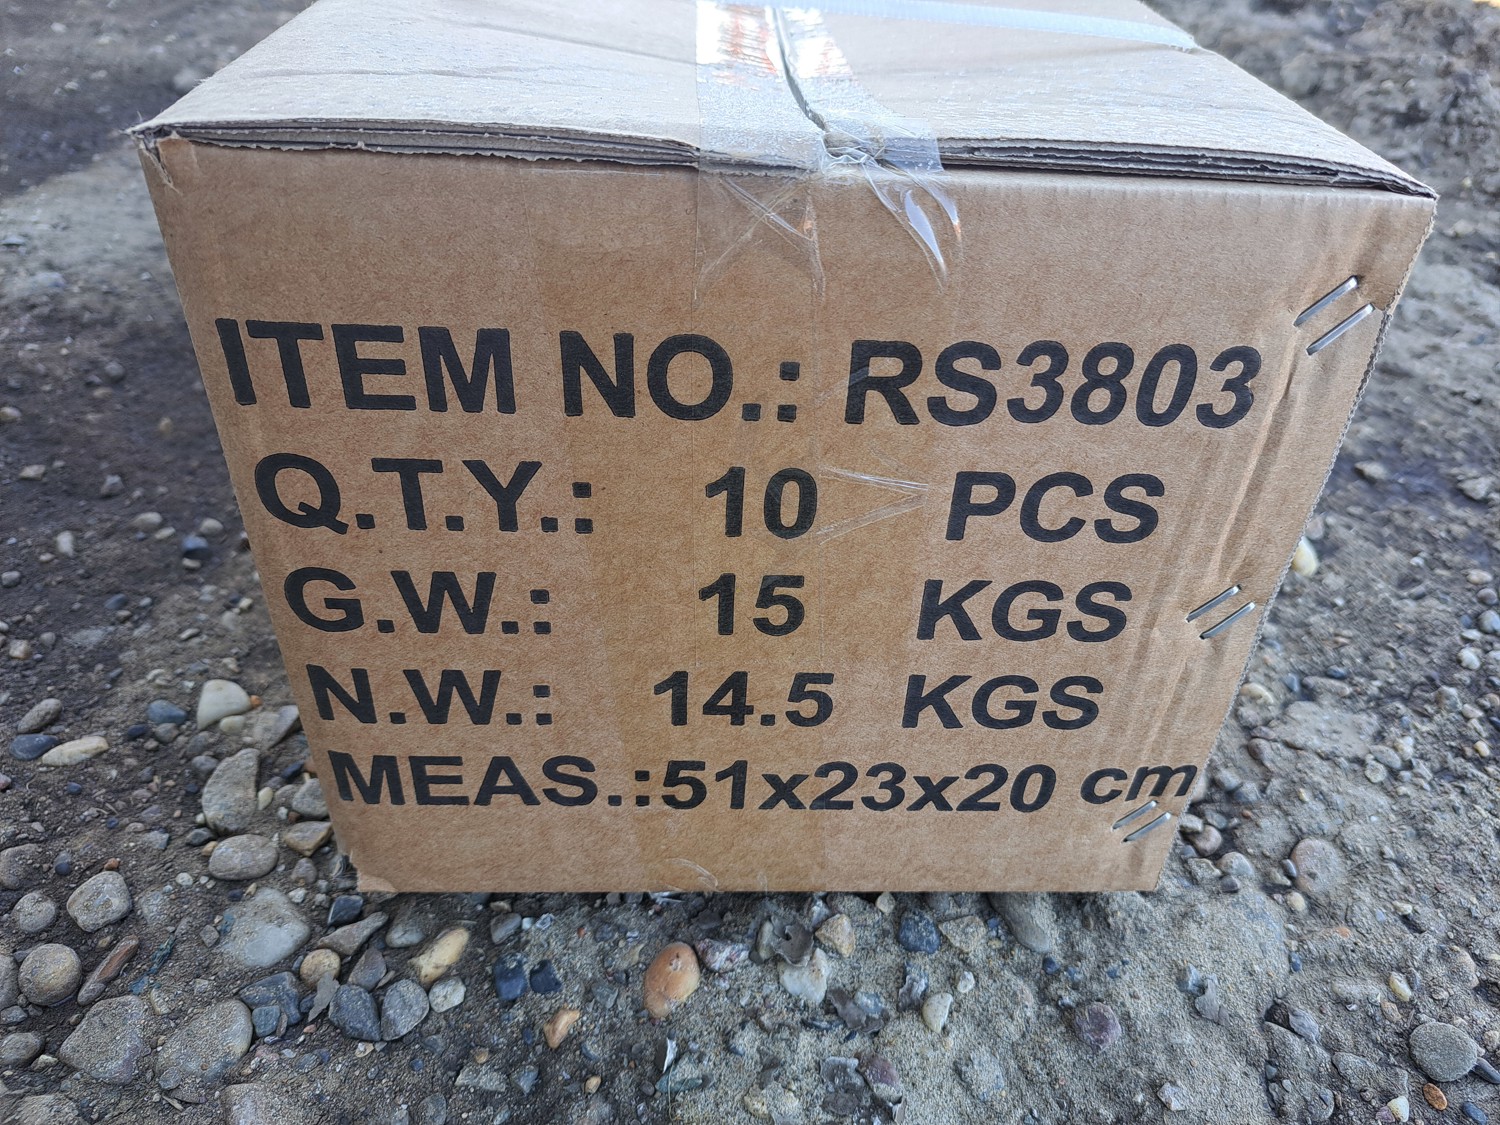 ITEM NO.: RS3803
Q.T.Y.: 10 PCS
G.W.: 15 KGS
N.W.: 14.5 KGS
MEAS.:51x23x20 cm